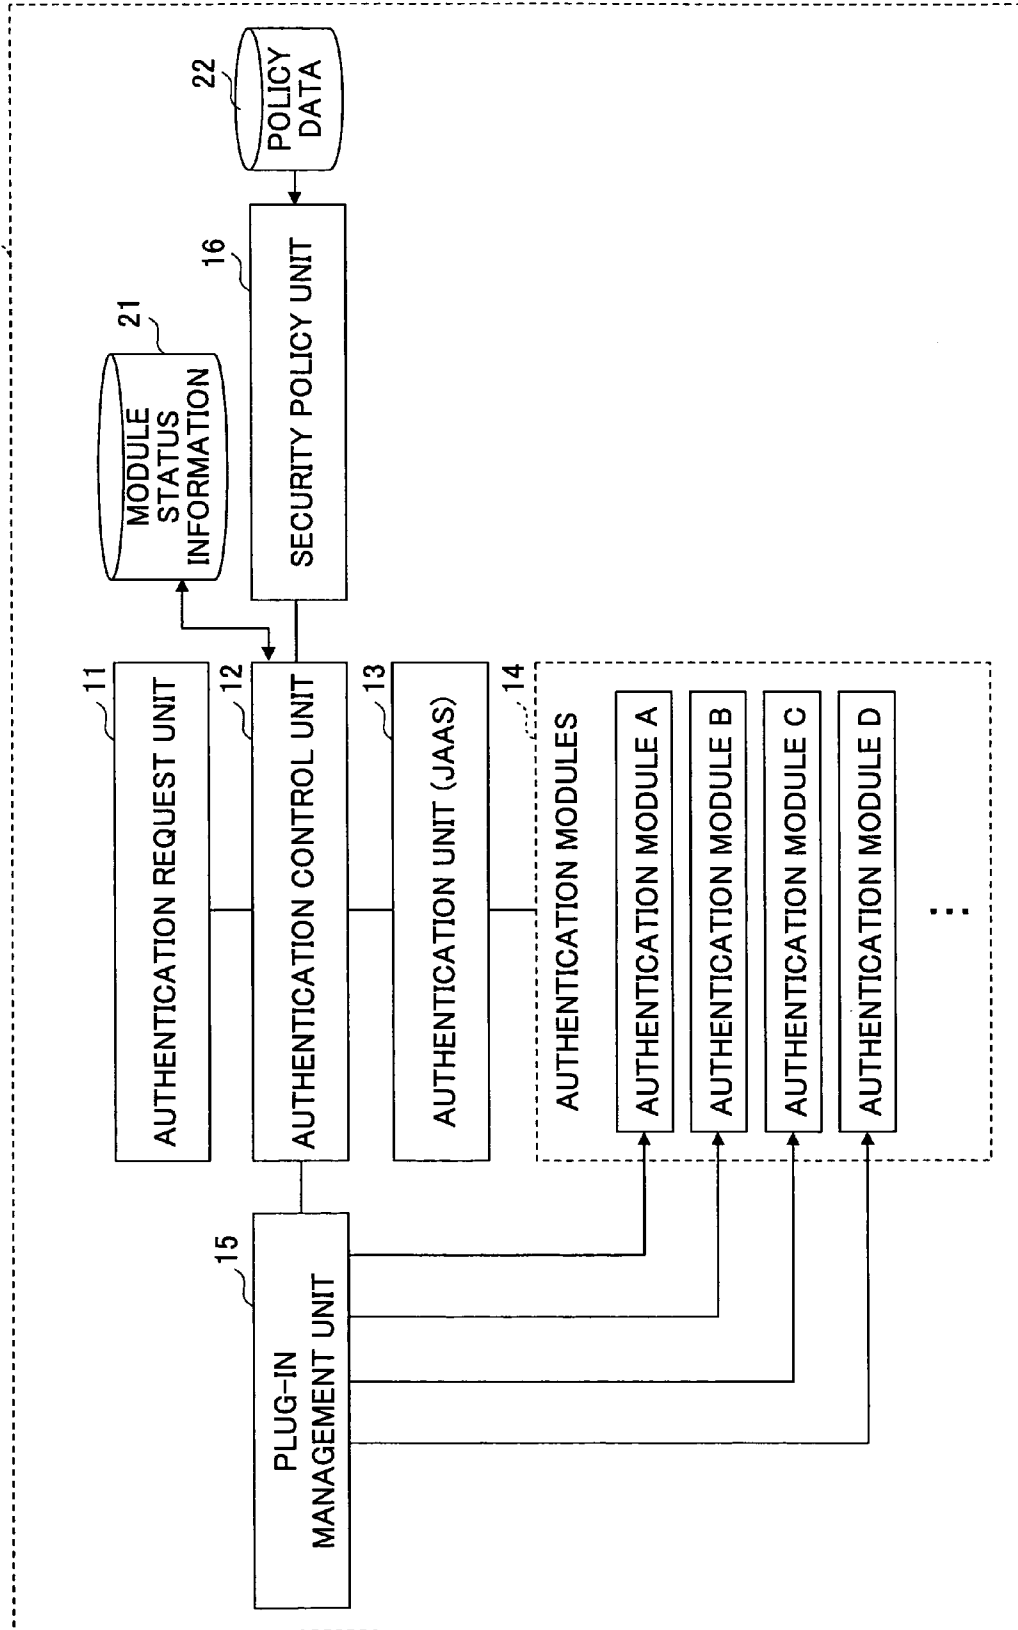 11
AUTHENTICATION REQUEST UNIT
21
MODULE
STATUS
INFORMATION
22
POLICY
DATA
15
PLUG-IN
MANAGEMENT UNIT
12
AUTHENTICATION CONTROL UNIT
16
SECURITY POLICY UNIT
13
AUTHENTICATION UNIT (JAAS)
14
AUTHENTICATION MODULES
AUTHENTICATION MODULE A
AUTHENTICATION MODULE B
AUTHENTICATION MODULE C
AUTHENTICATION MODULE D
...